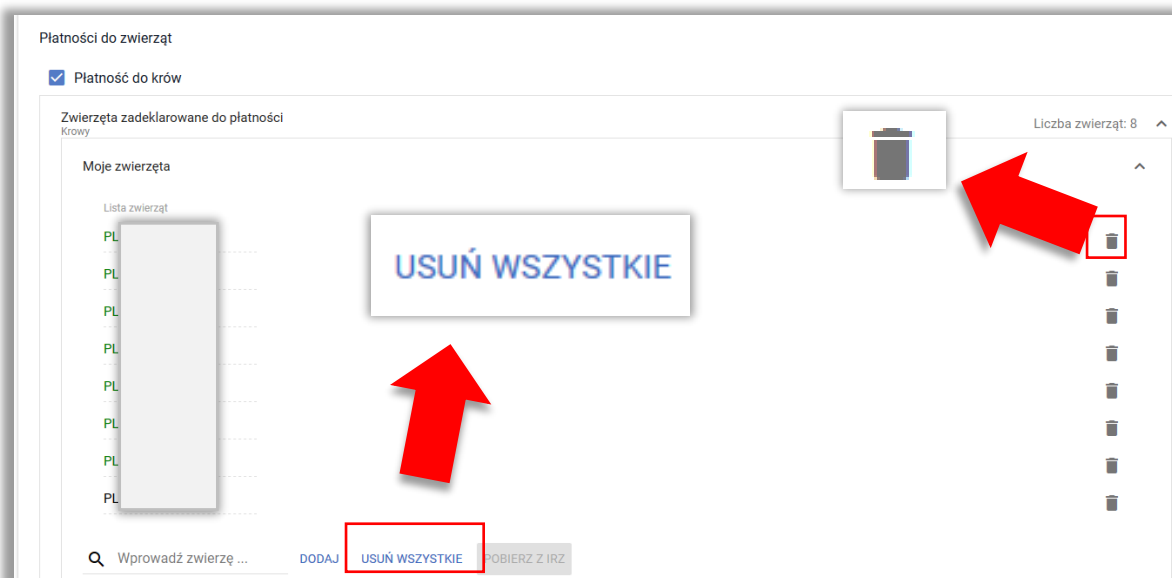 Płatności do zwierząt
Płatność do krów
Zwierzęta zadeklarowane do płatności
Krowy
Liczba zwierząt: 8
Moje zwierzęta
Lista zwierząt
PL
PL
PL
PL
PL
PL
PL
PL
USUŃ WSZYSTKIE
Wprowadź zwierzę ... DODAJ USUŃ WSZYSTKIE POBIERZ Z IRZ